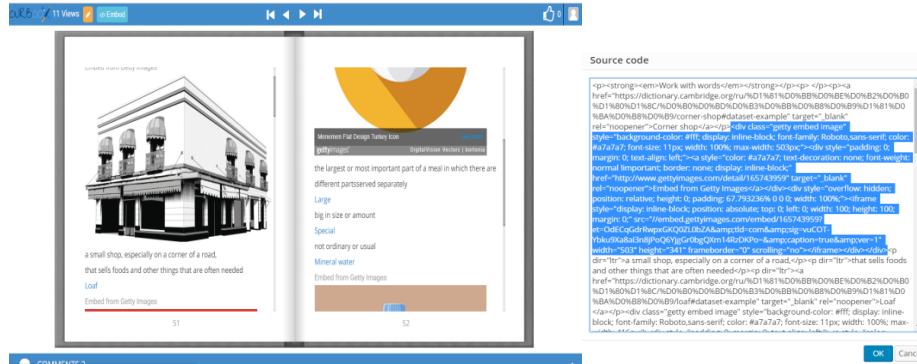 11 Views
Embed
0
Embed from Getty Images
a small shop, especially on a corner of a road,
that sells foods and other things that are often needed
Loaf
Embed from Getty Images
51
Menemen Flat Design Turkey Icon
gettyimages
DigitalVision Vectors | bortonia
the largest or most important part of a meal in which there are
different partsserved separately
Large
big in size or amount
Special
not ordinary or usual
Mineral water
Embed from Getty Images
52
COMMENTS 2
Source code
<p><strong><em>Work with words</em></strong></p><p> </p><p><a
href="https://dictionary.cambridge.org/ru/%D1%81%D0%BB%D0%BE%D0%B2%D0%B0
%D1%80%D1%8C/%D0%B0%D0%BD%D0%B3%D0%BB%D0%B8%D0%B9%D1%81%D0
%BA%D0%B8%D0%B9/corner-shop#dataset-example" target="_blank"
rel="noopener">Corner shop</a></p><div class="getty embed image"
style="background-color: #fff; display: inline-block; font-family: Roboto,sans-serif; color:
#a7a7a7; font-size: 11px; width: 100%; max-width: 503px;"><div style="padding: 0;
margin: 0; text-align: left;"><a style="color: #a7a7a7; text-decoration: none; font-weight:
normal !important; border: none; display: inline-block;"
href="http://www.gettyimages.com/detail/165743959" target="_blank"
rel="noopener">Embed from Getty Images</a></div><div style="overflow: hidden;
position: relative; height: 0; padding: 67.793236% 0 0 0; width: 100%;"><iframe
style="display: inline-block; position: absolute; top: 0; left: 0; width: 100; height: 100;
margin: 0;" src="//embed.gettyimages.com/embed/165743959?
width="503" height="341" frameborder="0" scrolling="no"></iframe></div></div><p
dir="ltr">a small shop, especially on a corner of a road,</p><p dir="ltr">that sells foods
and other things that are often needed</p><p dir="ltr"><a
href="https://dictionary.cambridge.org/ru/%D1%81%D0%BB%D0%BE%D0%B2%D0%B0
%D1%80%D1%8C/%D0%B0%D0%BD%D0%B3%D0%BB%D0%B8%D0%B9%D1%81%D0
%BA%D0%B8%D0%B9/loaf#dataset-example" target="_blank" rel="noopener">Loaf
</a></p><div class="getty embed image" style="background-color: #fff; display: inline-
block; font-family: Roboto,sans-serif; color: #a7a7a7; font-size: 11px; width: 100%; max-
OK
Canc